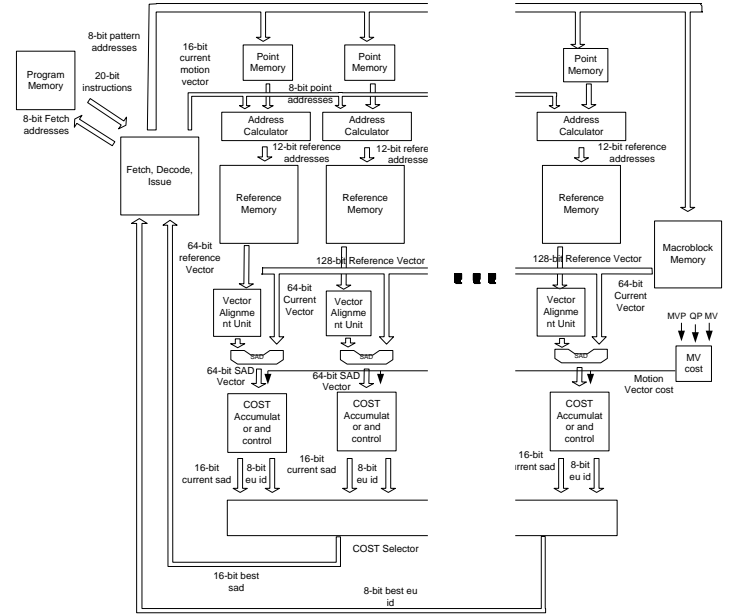 8-bit pattern
addresses
16-bit
current
motion
vector
Program
Memory
20-bit
instructions
8-bit Fetch
addresses
Fetch, Decode,
Issue
Point
Memory
Point
Memory
Point
Memory
8-bit point
addresses
Address
Calculator
Address
Calculator
Address
Calculator
12-bit reference
addresses
12-bit refere
addresse
12-bit reference
addresses
Reference
Memory
Reference
Memory
Reference
Memory
Macroblock
Memory
64-bit
reference
Vector
128-bit Reference Vector
128-bit Reference Vector
64-bit
Current
Vector
64-bit
Current
Vector
Vector
Alignme
nt Unit
Vector
Alignme
nt Unit
Vector
Alignme
nt Unit
MVP QP MV
MV
cost
SAD
SAD
SAD
64-bit SAD
Vector
64-bit SAD
Vector
Motion
Vector cost
COST
Accumulat
or and
control
COST
Accumulat
or and
control
COST
Accumulat
or and
control
16-bit
current sad
8-bit
eu id
16-bit
current sad
8-bit
eu id
16-bit
rrent sad
8-bit
eu id
COST Selector
16-bit best
sad
8-bit best eu
id